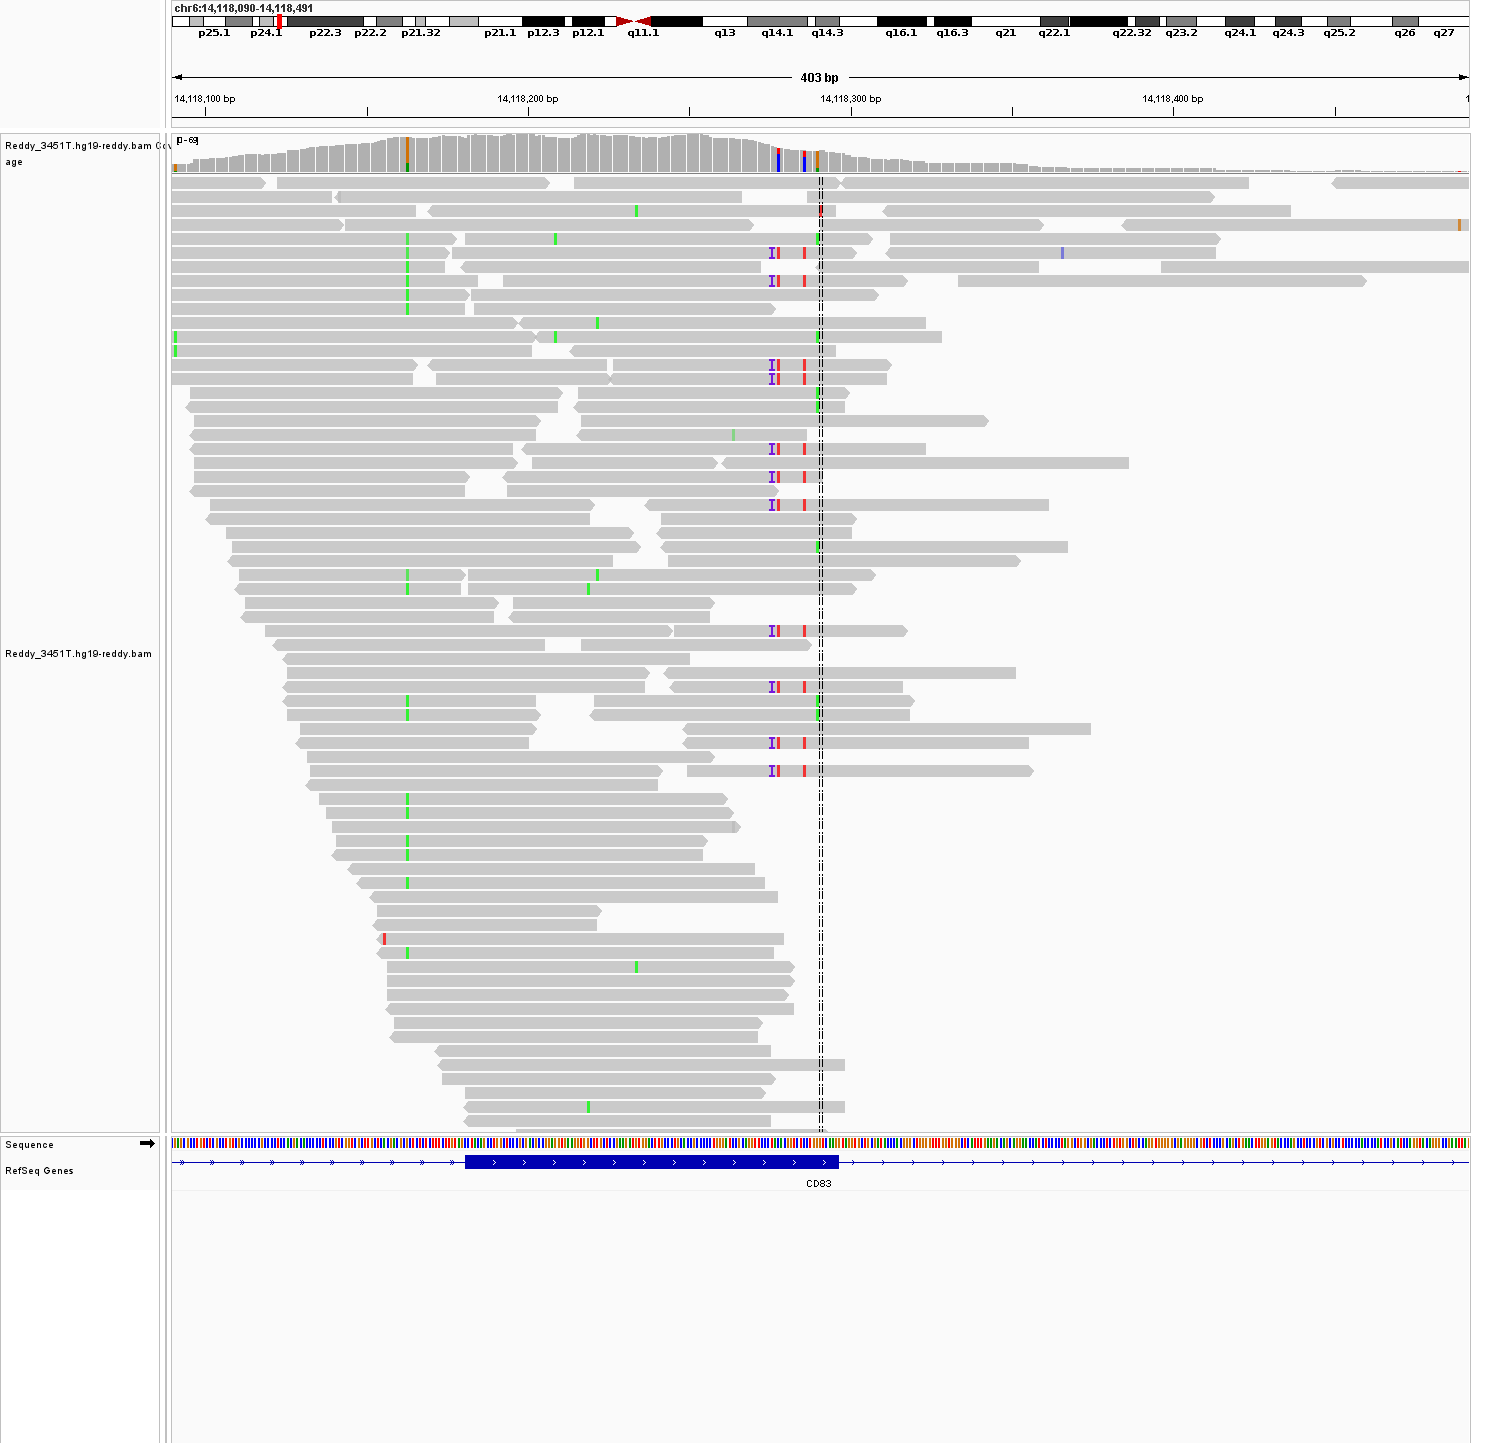 chr6:14,118,090-14,118,491
p25.1 p24.1 p22.3 p22.2 p21.32 p21.1 p12.3 p12.1 q11.1 q13 q14.1 q14.3 q16.1 q16.3 q21 q22.1 q22.32 q23.2 q24.1 q24.3 q25.2 q26 q27
403 bp
14,118,100 bp 14,118,200 bp 14,118,300 bp 14,118,400 bp 1
Reddy_3451T.hg19-reddy.bam Cov
age
[0 - 69]
Reddy_3451T.hg19-reddy.bam
Sequence
RefSeq Genes
CD83